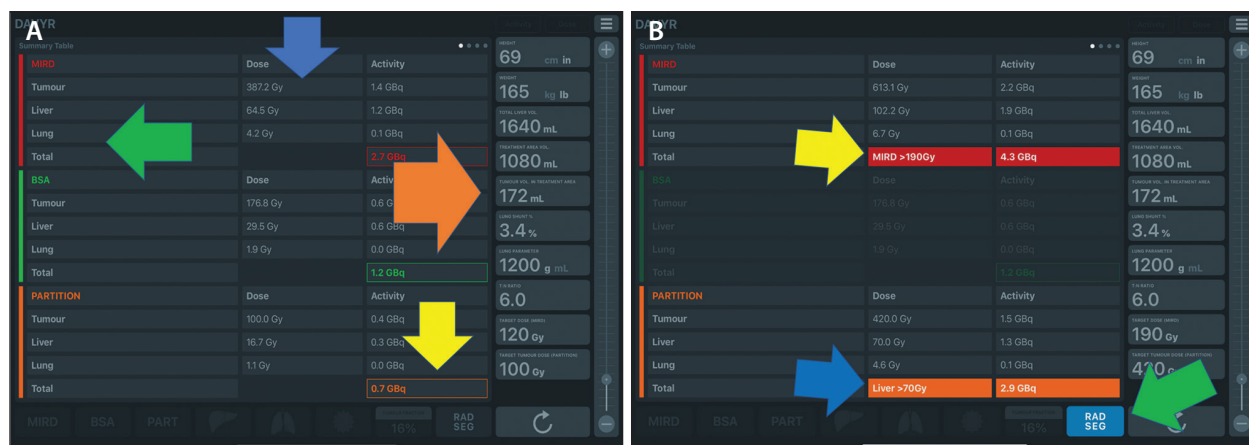 A
DAVYR
Summary Table
MIRD Dose Activity
Tumour 387.2 Gy 1.4 GBq
Liver 64.5 Gy 1.2 GBq
Lung 4.2 Gy 0.1 GBq
Total 2.7 GBq
BSA Dose
Tumour 176.8 Gy
Liver 29.5 Gy 0.6 GBq
Lung 1.9 Gy 0.0 GBq
Total 1.2 GBq
PARTITION Dose Activity
Tumour 100.0 Gy 0.4 GBq
Liver 16.7 Gy 0.3 GBq
Lung 1.1 Gy 0.0 GBq
Total 0.7 GBq
MIRD BSA PART 16% RAD SEG
HEIGHT
69 cm in
WEIGHT
165 kg lb
TOTAL LIVER VOL.
1640 mL
TREATMENT AREA VOL.
1080 mL
TUMOUR VOL. IN TREATMENT AREA
172 mL
LUNG SHUNT %
3.4 %
LUNG PARAMETER
1200 g mL
T:N RATIO
6.0
TARGET DOSE (MIRD)
120 Gy
TARGET TUMOUR DOSE (PARTITION)
100 Gy
B
Summary Table
MIRD Dose Activity
Tumour 613.1 Gy 2.2 GBq
Liver 102.2 Gy 1.9 GBq
Lung 6.7 Gy 0.1 GBq
Total MIRD >190Gy 4.3 GBq
BSA Dose Activity
Tumour 176.8 Gy 0.6 GBq
Liver 29.5 Gy 0.6 GBq
Lung 1.9 Gy 0.0 GBq
Total 1.2 GBq
PARTITION Dose Activity
Tumour 420.0 Gy 1.5 GBq
Liver 70.0 Gy 1.3 GBq
Lung 4.6 Gy 0.1 GBq
Total Liver >70Gy 2.9 GBq
MIRD BSA PART 16% RAD SEG
HEIGHT
69 cm in
WEIGHT
165 kg lb
TOTAL LIVER VOL.
1640 mL
TREATMENT AREA VOL.
1080 mL
TUMOUR VOL. IN TREATMENT AREA
172 mL
LUNG SHUNT %
3.4 %
LUNG PARAMETER
1200 g mL
T:N RATIO
6.0
TARGET DOSE (MIRD)
190 Gy
TARGET TUMOUR DOSE (PARTITION)